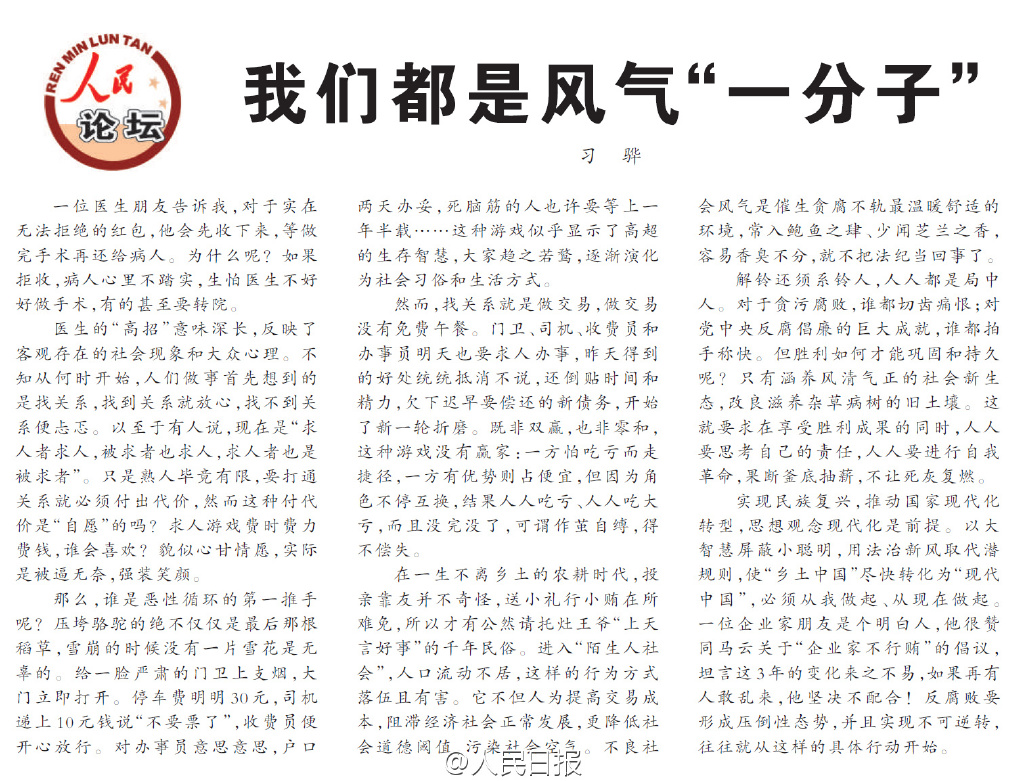 REN MIN LUN TAN
人民
论坛
我们都是风气“一分子”
习 骅
一位医生朋友告诉我,对于实在
无法拒绝的红包,他会先收下来,等做
完手术再还给病人。为什么呢？如果
拒收,病人心里不踏实,生怕医生不好
好做手术,有的甚至要转院。
医生的“高招”意味深长,反映了
客观存在的社会现象和大众心理。不
知从何时开始,人们做事首先想到的
是找关系,找到关系就放心,找不到关
系便忐忑。以至于有人说,现在是“求
人者求人,被求者也求人,求人者也是
被求者”。只是熟人毕竟有限,要打通
关系就必须付出代价,然而这种付代
价是“自愿”的吗？求人游戏费时费力
费钱,谁会喜欢？貌似心甘情愿,实际
是被逼无奈,强装笑颜。
那么,谁是恶性循环的第一推手
呢？压垮骆驼的绝不仅仅是最后那根
稻草,雪崩的时候没有一片雪花是无
辜的。给一脸严肃的门卫上支烟,大
门立即打开。停车费明明30元,司机
递上10元钱说“不要票了”,收费员便
开心放行。对办事员意思意思,户口
两天办妥,死脑筋的人也许要等上一
年半载……这种游戏似乎显示了高超
的生存智慧,大家趋之若鹜,逐渐演化
为社会习俗和生活方式。
然而,找关系就是做交易,做交易
没有免费午餐。门卫、司机、收费员和
办事员明天也要求人办事,昨天得到
的好处统统抵消不说,还倒贴时间和
精力,欠下迟早要偿还的新债务,开始
了新一轮折磨。既非双赢,也非零和,
这种游戏没有赢家:一方怕吃亏而走
捷径,一方有优势则占便宜,但因为角
色不停互换,结果人人吃亏、人人吃大
亏,而且没完没了,可谓作茧自缚,得
不偿失。
在一生不离乡土的农耕时代,投
亲靠友并不奇怪,送小礼行小贿在所
难免,所以才有公然请托灶王爷“上天
言好事”的千年民俗。进入“陌生人社
会”,人口流动不居,这样的行为方式
落伍且有害。它不但人为提高交易成
本,阻滞经济社会正常发展,更降低社
会道德阈值,污染社会空气。不良社
会风气是催生贪腐不轨最温暖舒适的
环境,常入鲍鱼之肆、少闻芝兰之香,
容易香臭不分,就不把法纪当回事了。
解铃还须系铃人,人人都是局中
人。对于贪污腐败,谁都切齿痛恨;对
党中央反腐倡廉的巨大成就,谁都拍
手称快。但胜利如何才能巩固和持久
呢？只有涵养风清气正的社会新生
态,改良滋养杂草病树的旧土壤。这
就要求在享受胜利成果的同时,人人
要思考自己的责任,人人要进行自我
革命,果断釜底抽薪,不让死灰复燃。
实现民族复兴,推动国家现代化
转型,思想观念现代化是前提。以大
智慧屏蔽小聪明,用法治新风取代潜
规则,使“乡土中国”尽快转化为“现代
中国”,必须从我做起、从现在做起。
一位企业家朋友是个明白人,他很赞
同马云关于“企业家不行贿”的倡议,
坦言这3年的变化来之不易,如果再有
人敢乱来,他坚决不配合！反腐败要
形成压倒性态势,并且实现不可逆转,
往往就从这样的具体行动开始。
@人民日报